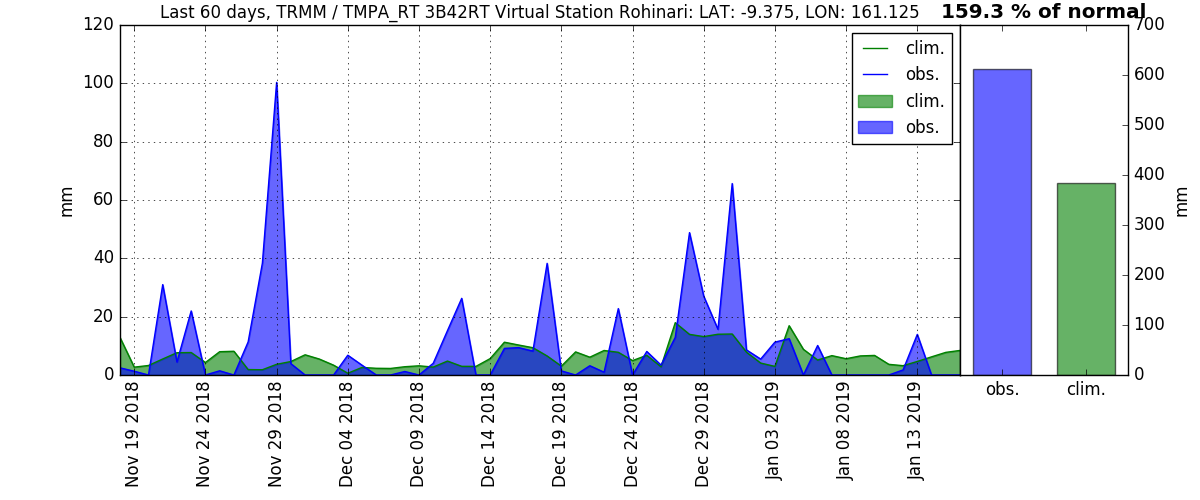 Last 60 days, TRMM / TMPA_RT 3B42RT Virtual Station Rohinari: LAT: -9.375, LON: 161.125
159.3 % of normal
120
100
80
60
40
20
0
mm
clim.
obs.
clim.
obs.
Nov 19 2018
Nov 24 2018
Nov 29 2018
Dec 04 2018
Dec 09 2018
Dec 14 2018
Dec 19 2018
Dec 24 2018
Dec 29 2018
Jan 03 2019
Jan 08 2019
Jan 13 2019
700
600
500
400
300
200
100
0
mm
obs.
clim.